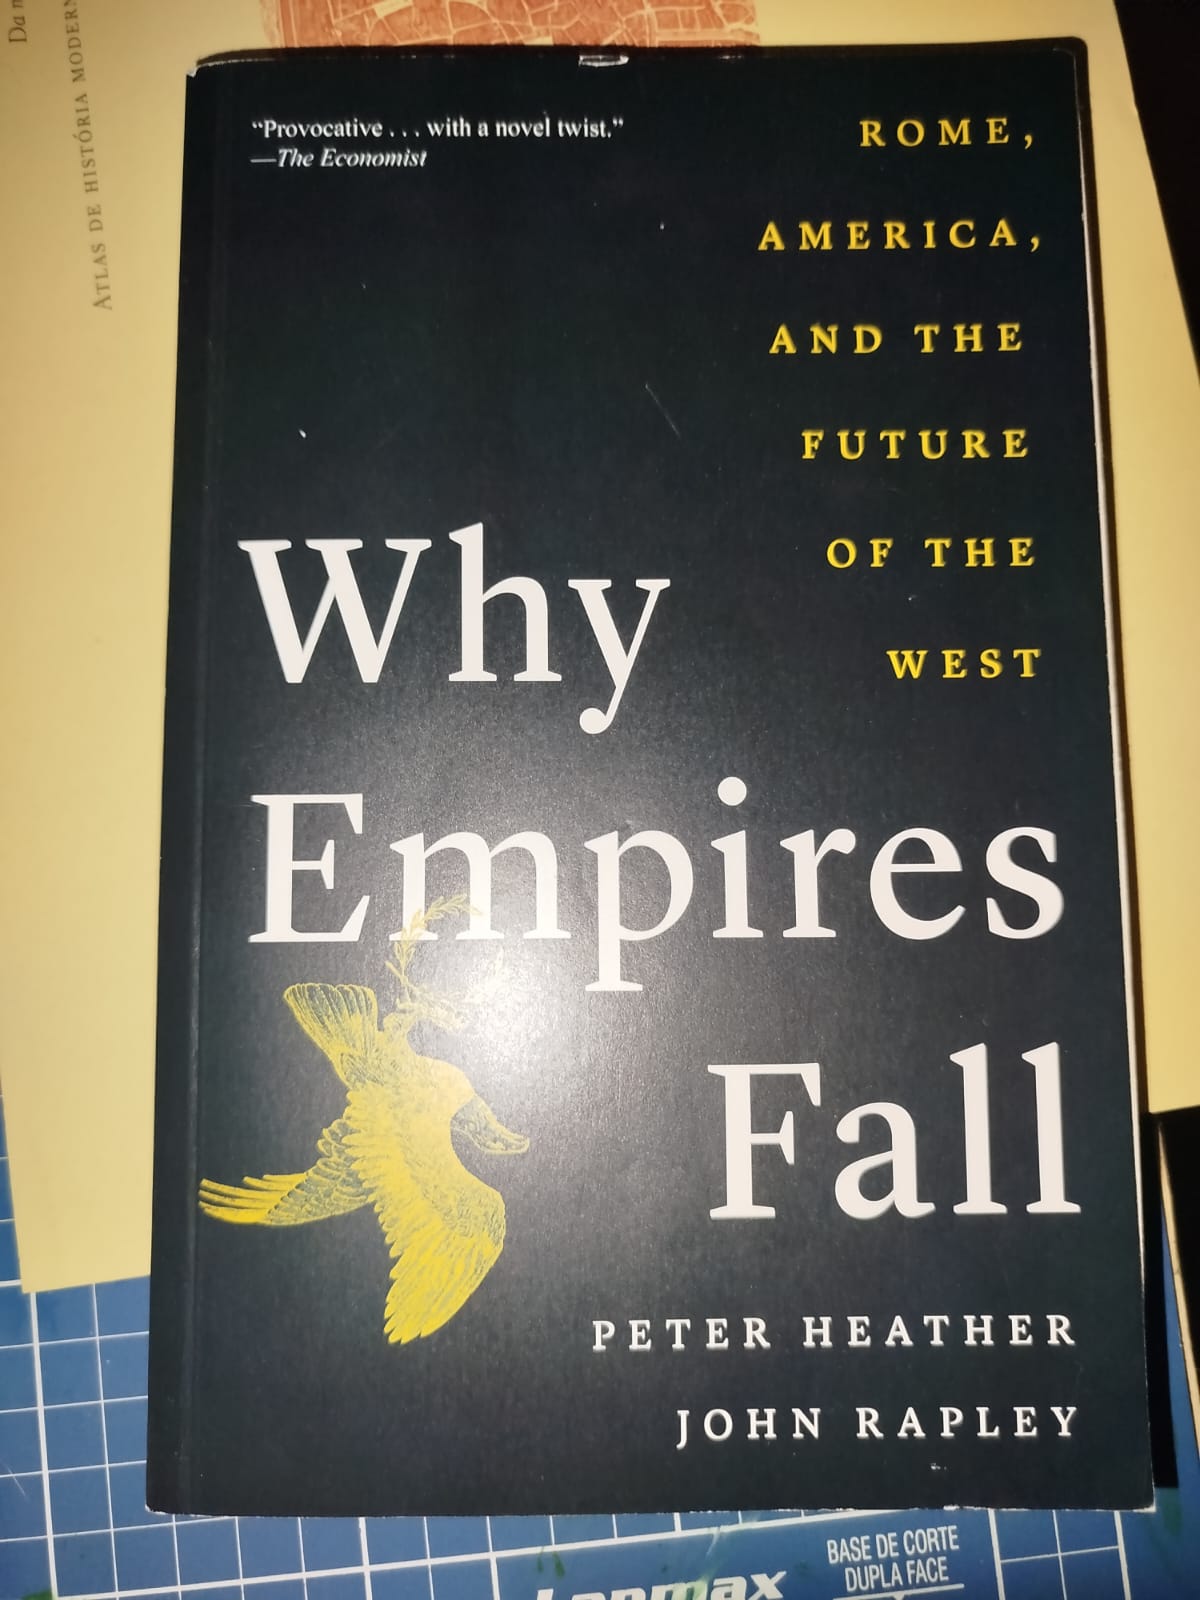 Da
ATLAS DE HISTÓRIA MODERN
“Provocative . . . with a novel twist.”
—The Economist
ROME,
AMERICA,
AND THE
FUTURE
OF THE
WEST
Why
Empires
Fall
PETER HEATHER
JOHN RAPLEY
BASE DE CORTE
DUPLA FACE